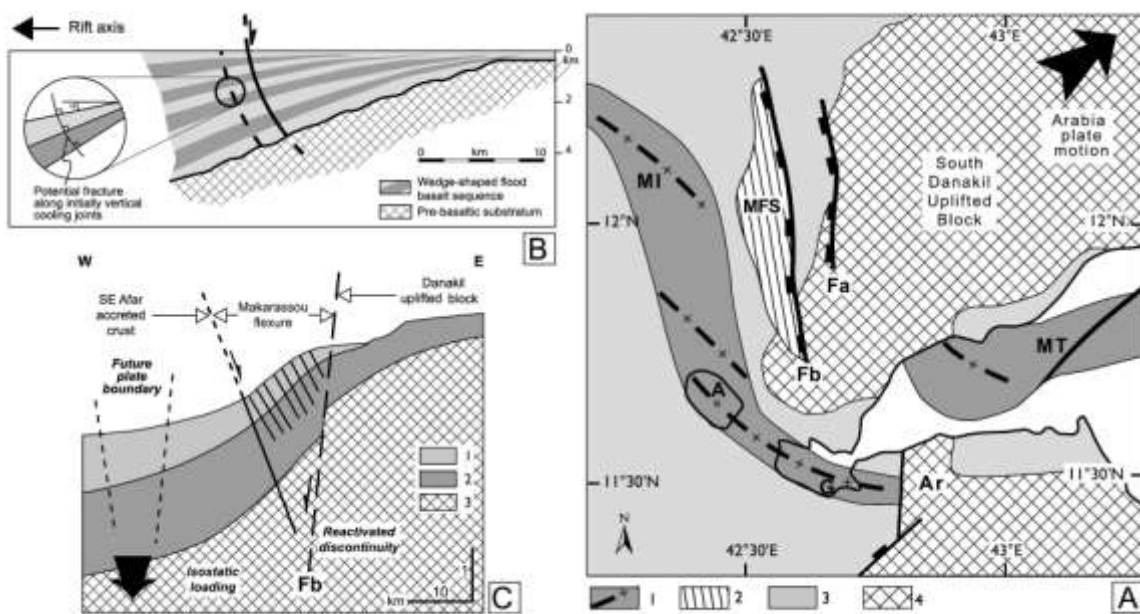 Rift axis
0
km
2
4
0
km
10
Potential fracture
along initially vertical
cooling joints
Wedge-shaped flood
basalt sequence
Pre-basaltic substratum
B
W
E
SE Afar
accreted
crust
Makarassou
flexure
Danakil
uplifted block
Future
plate
boundary
1
2
3
Reactivated
discontinuity
Isostatic
loading
Fb
10
km
C
42°30'E
43°E
Arabia
plate
motion
MI
South
Danakil
Uplifted
Block
12°N
12°N
MFS
Fa
Fb
MT
A
G
Ar
11°30'N
11°30'N
N
42°30'E
43°E
1
2
3
4
A